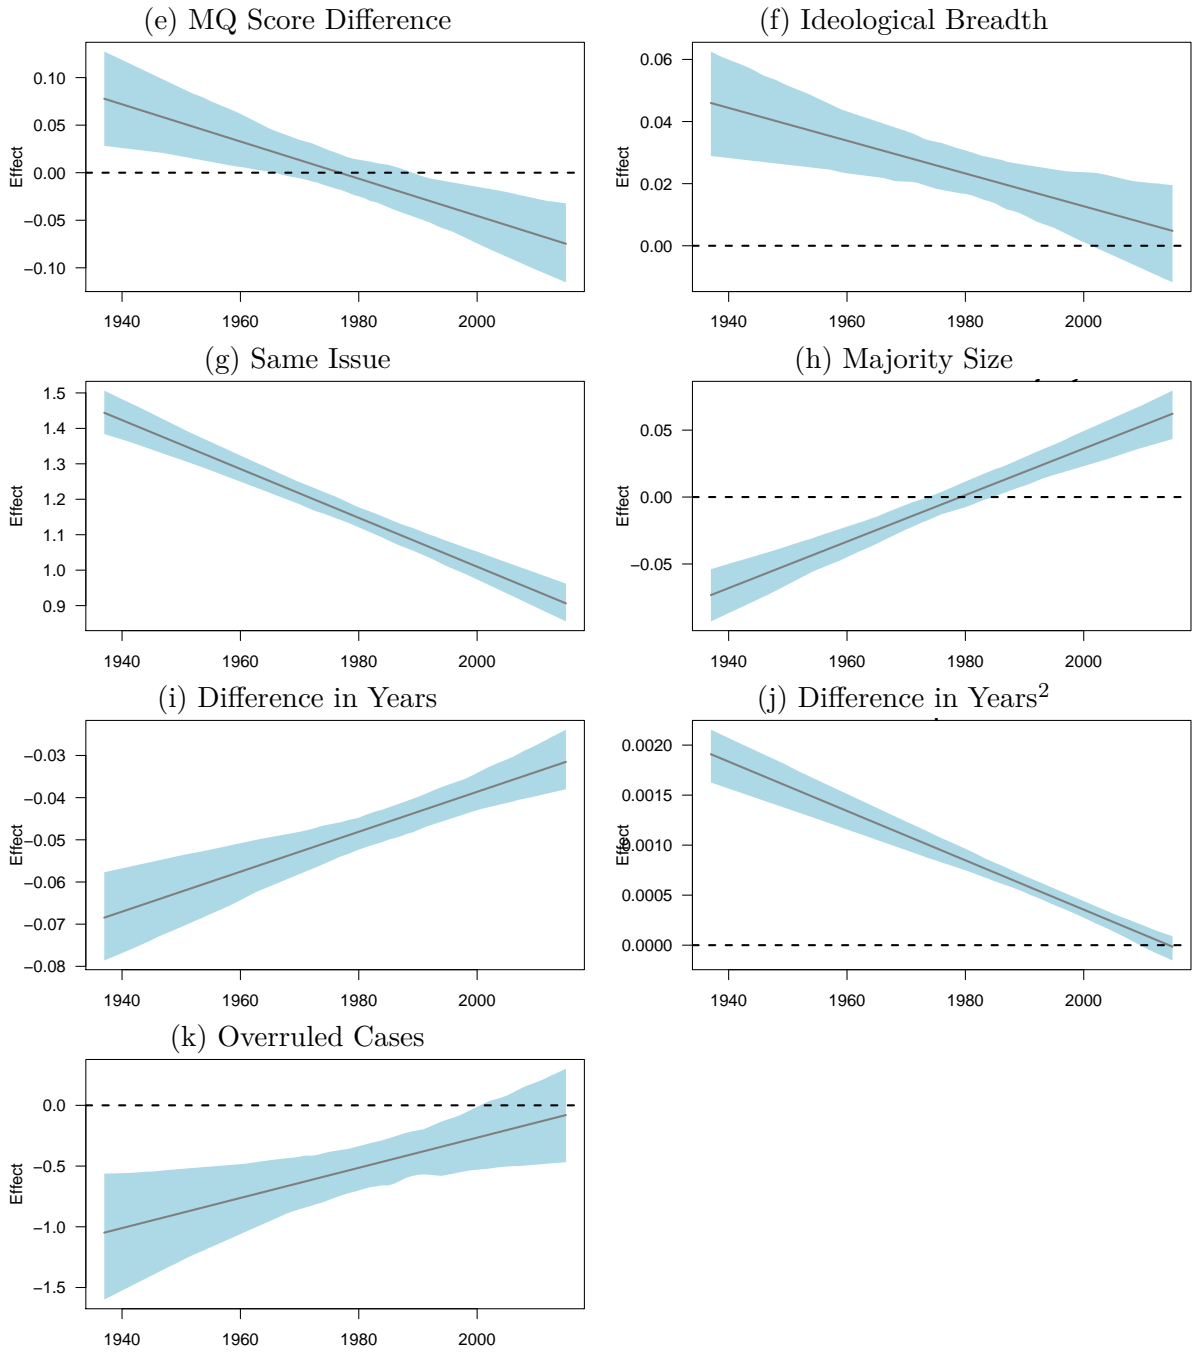 (e) MQ Score Difference
Effect
0.10
0.05
0.00
−0.05
−0.10
1940 1960 1980 2000
(f) Ideological Breadth
Effect
0.06
0.04
0.02
0.00
1940 1960 1980 2000
(g) Same Issue
Effect
1.5
1.4
1.3
1.2
1.1
1.0
0.9
1940 1960 1980 2000
(h) Majority Size
Effect
0.05
0.00
−0.05
1940 1960 1980 2000
(i) Difference in Years
Effect
−0.03
−0.04
−0.05
−0.06
−0.07
−0.08
1940 1960 1980 2000
(j) Difference in Years²
Effect
0.0020
0.0015
0.0010
0.0005
0.0000
1940 1960 1980 2000
(k) Overruled Cases
Effect
0.0
−0.5
−1.0
−1.5
1940 1960 1980 2000